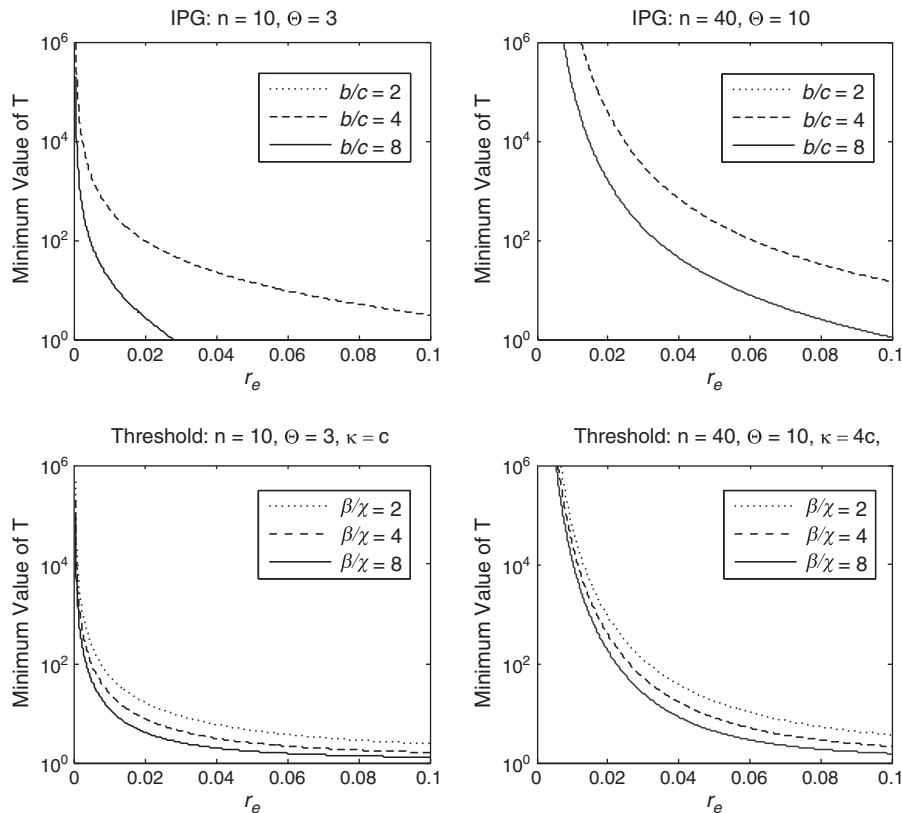 IPG: n = 10, Θ = 3
Minimum Value of T
10^6
10^4
10^2
10^0
b/c = 2
b/c = 4
b/c = 8
0 0.02 0.04 0.06 0.08 0.1
r_e
IPG: n = 40, Θ = 10
Minimum Value of T
10^6
10^4
10^2
10^0
b/c = 2
b/c = 4
b/c = 8
0 0.02 0.04 0.06 0.08 0.1
r_e
Threshold: n = 10, Θ = 3, κ = c
Minimum Value of T
10^6
10^4
10^2
10^0
β/χ = 2
β/χ = 4
β/χ = 8
0 0.02 0.04 0.06 0.08 0.1
r_e
Threshold: n = 40, Θ = 10, κ = 4c,
Minimum Value of T
10^6
10^4
10^2
10^0
β/χ = 2
β/χ = 4
β/χ = 8
0 0.02 0.04 0.06 0.08 0.1
r_e